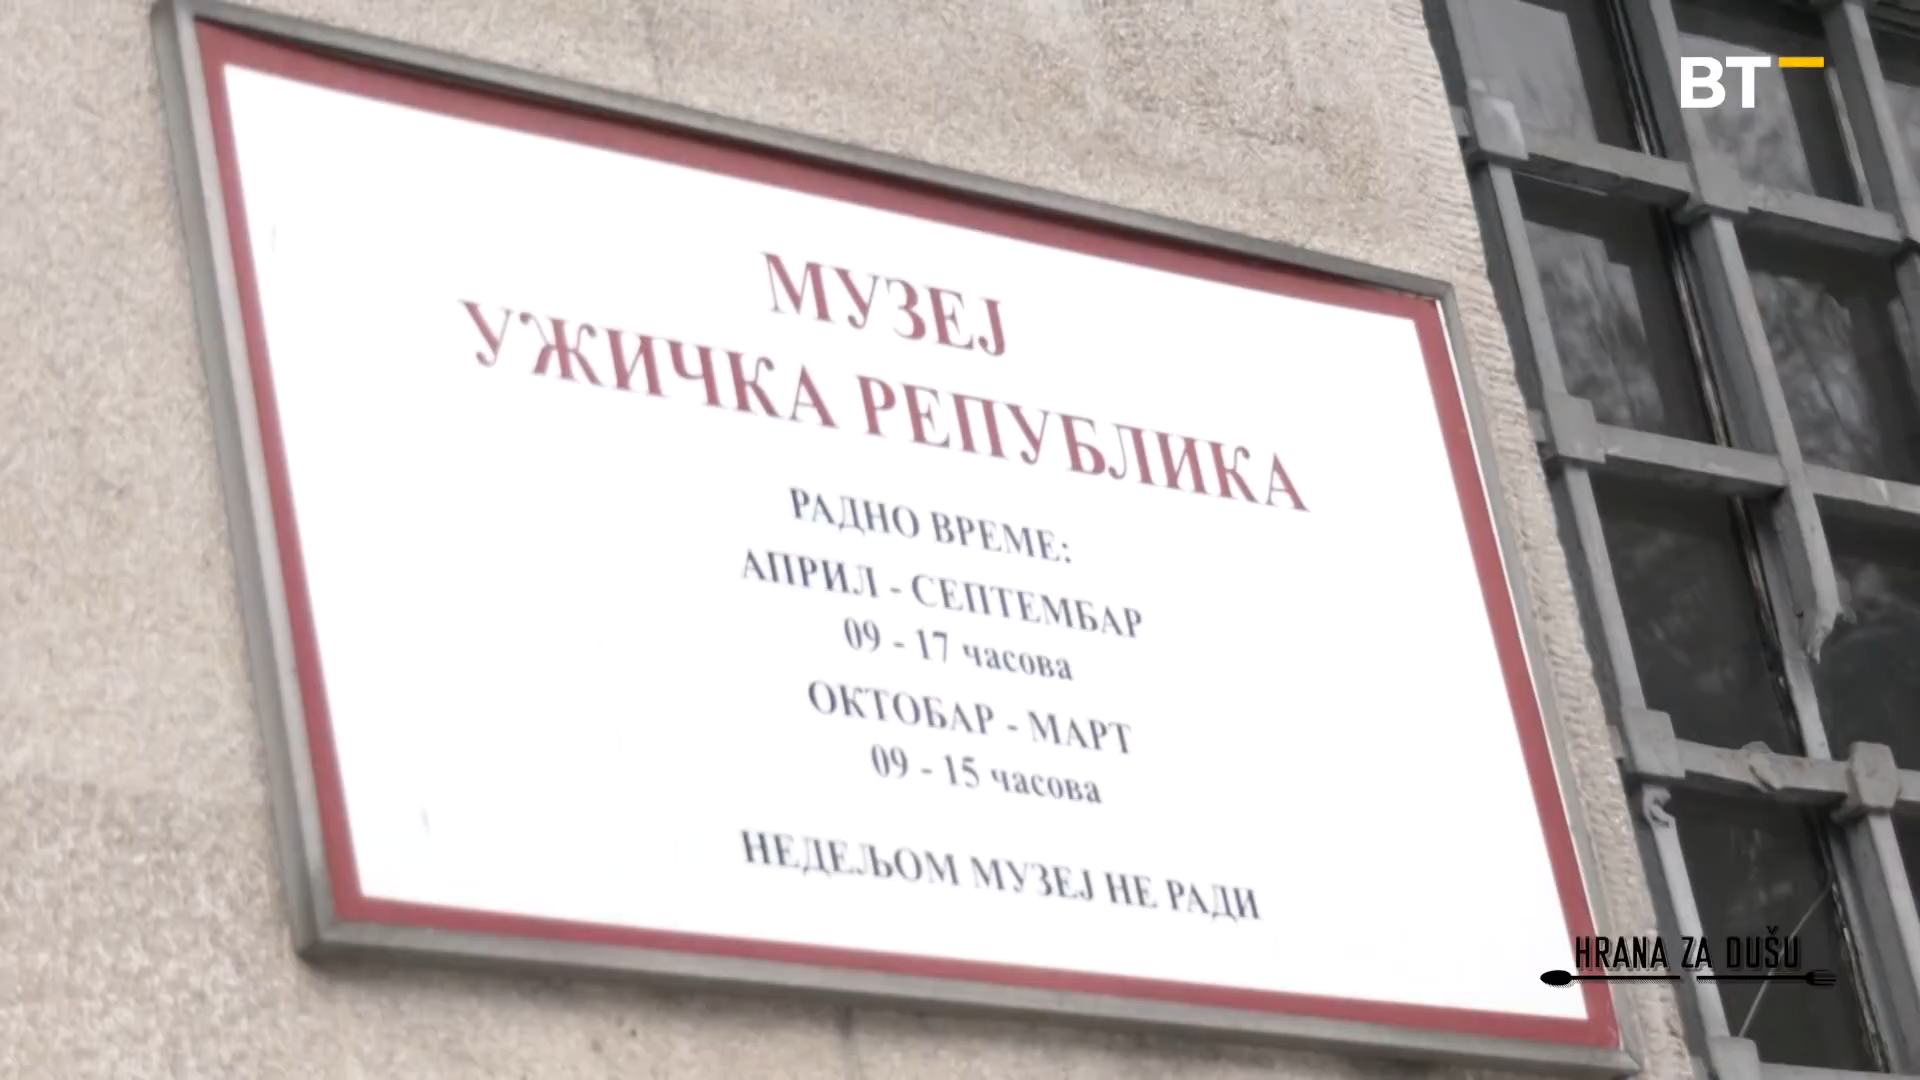 BT
МУЗЕЈ
УЖИЧКА РЕПУБЛИКА
РАДНО ВРЕМЕ:
АПРИЛ - СЕПТЕМБАР
09 - 17 часова
ОКТОБАР - МАРТ
09 - 15 часова
НЕДЕЉОМ МУЗЕЈ НЕ РАДИ
HRANA ZA DUŠU